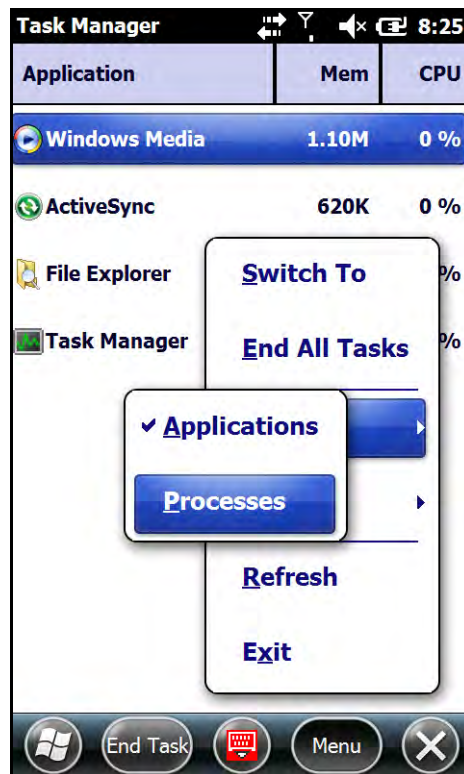 Task Manager 8:25
Application Mem CPU
Windows Media 1.10M 0 %
ActiveSync 620K 0 %
File Explorer %
Task Manager %
Switch To
End All Tasks
Applications
Processes
Refresh
Exit
End Task Menu